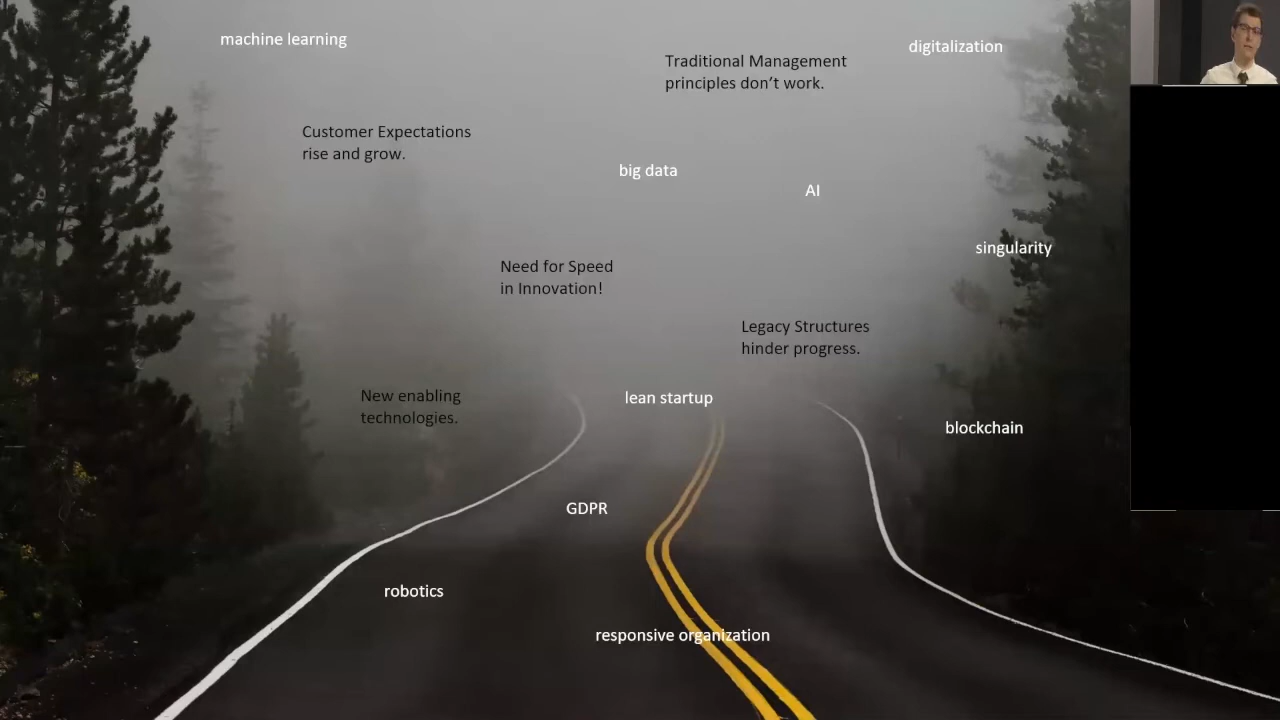 machine learning
digitalization
Traditional Management
principles don’t work.
Customer Expectations
rise and grow.
big data
AI
singularity
Need for Speed
in Innovation!
Legacy Structures
hinder progress.
New enabling
technologies.
lean startup
blockchain
GDPR
robotics
responsive organization